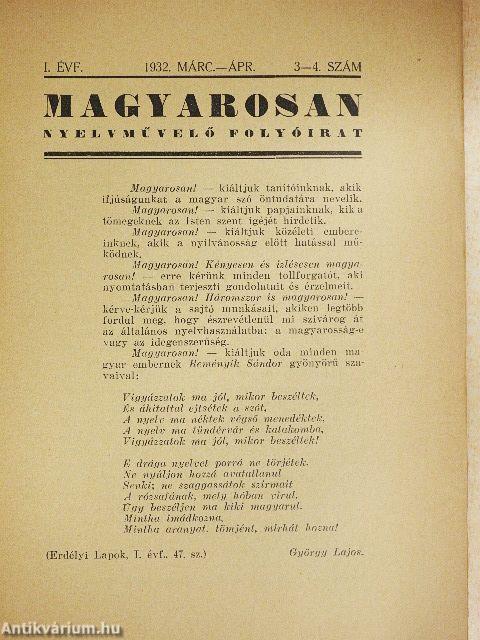 I. ÉVF. 1932. MÁRC.—ÁPR. 3—4. SZÁM
MAGYAROSAN
NYELVMŰVELŐ FOLYÓIRAT
Magyarosan! — kiáltjuk tanítóinknak, akik
ifjúságunkat a magyar szó öntudatára nevelik.
Magyarosan! — kiáltjuk papjainknak, kik a
tömegeknek az Isten szent igéjét hirdetik.
Magyarosan! — kiáltjuk közéleti embere-
inknek, akik a nyilvánosság előtt hatással mű-
ködnek.
Magyarosan! Kényesen és ízlésesen magya-
rosan! — erre kérünk minden tollforgatót, aki
nyomtatásban terjeszti gondolatait és érzelmeit.
Magyarosan! Háromszor is magyarosan! —
kérve-kérjük a sajtó munkásait, akiken legtöbb
fordul meg, hogy észrevétlenül mi szivárog át
az általános nyelvhasználatba: a magyarosság-e
vagy az idegenszerűség.
Magyarosan! — kiáltjuk oda minden ma-
gyar embernek Reményik Sándor gyönyörű sza-
vaival:
Vigyázzatok ma jól, mikor beszéltek,
És áhítattal ejtsétek a szót,
A nyelv ma néktek végső menedéktek,
A nyelv ma tündérvár és katakomba,
Vigyázzatok ma jól, mikor beszéltek!
E drága nyelvet porrá ne törjétek,
Ne nyúljon hozzá avatatlanul
Senki; ne szaggassátok szirmait
A rózsafának, mely hóban virul.
Úgy beszéljen ma kiki magyarul,
Mintha imádkozna,
Mintha aranyat, tömjént, mirhát hozna!
(Erdélyi Lapok, I. évf., 47. sz.) György Lajos.
Antikvárium.hu